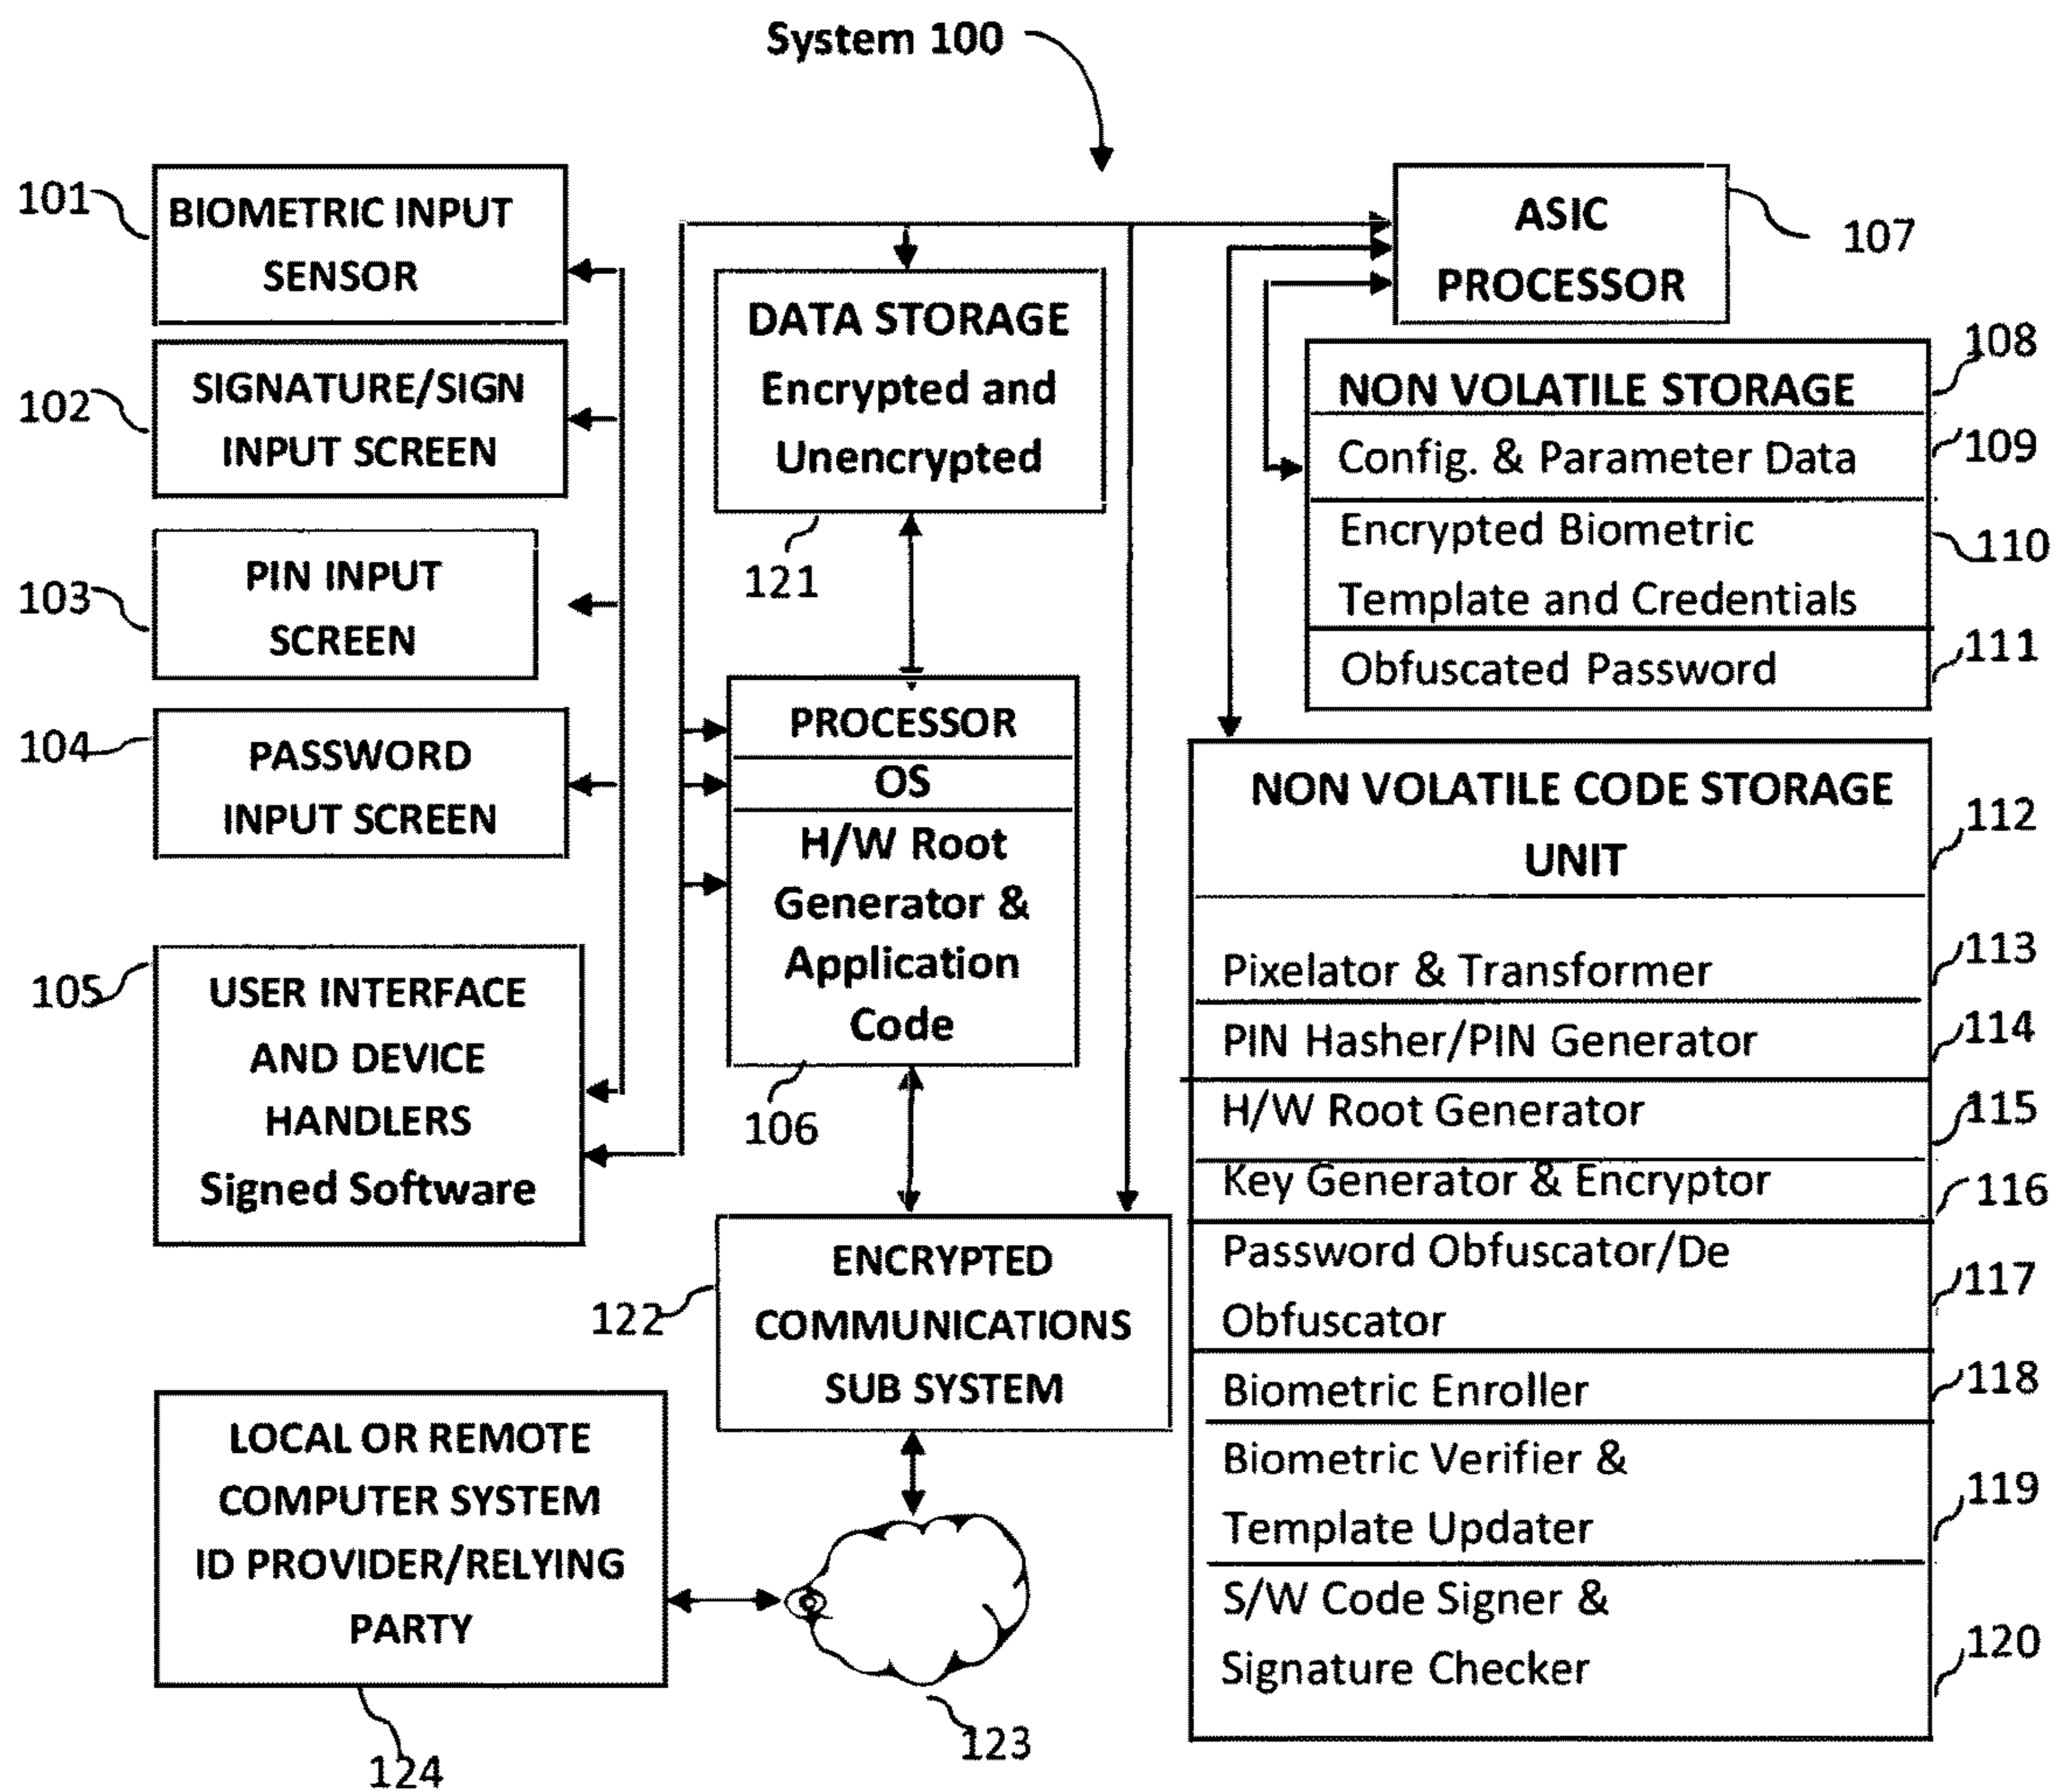 System 100
101
BIOMETRIC INPUT
SENSOR
102
SIGNATURE/SIGN
INPUT SCREEN
103
PIN INPUT
SCREEN
104
PASSWORD
INPUT SCREEN
105
USER INTERFACE
AND DEVICE
HANDLERS
Signed Software
DATA STORAGE
Encrypted and
Unencrypted
121
PROCESSOR
OS
H/W Root
Generator &
Application
Code
106
ENCRYPTED
COMMUNICATIONS
SUB SYSTEM
122
LOCAL OR REMOTE
COMPUTER SYSTEM
ID PROVIDER/RELYING
PARTY
124
123
ASIC
PROCESSOR
107
NON VOLATILE STORAGE
108
Config. & Parameter Data
109
Encrypted Biometric
Template and Credentials
110
Obfuscated Password
111
NON VOLATILE CODE STORAGE
UNIT
112
Pixelator & Transformer
113
PIN Hasher/PIN Generator
114
H/W Root Generator
115
Key Generator & Encryptor
116
Password Obfuscator/De
Obfuscator
117
Biometric Enroller
118
Biometric Verifier &
Template Updater
119
S/W Code Signer &
Signature Checker
120